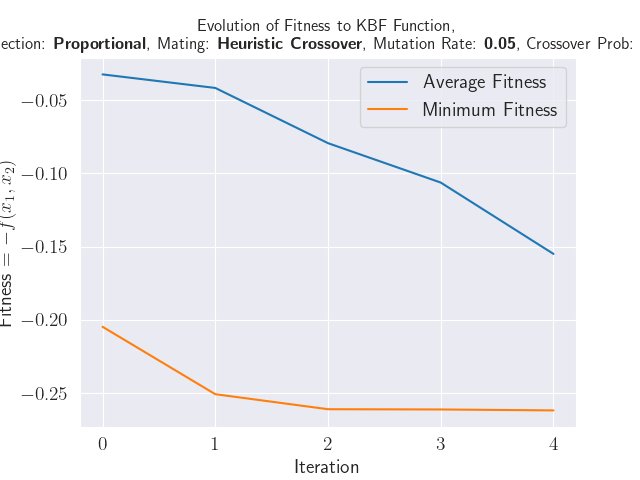 Evolution of Fitness to KBF Function,
ection: Proportional, Mating: Heuristic Crossover, Mutation Rate: 0.05, Crossover Prob:
Average Fitness
Minimum Fitness
Fitness = −f(x₁, x₂)
−0.05
−0.10
−0.15
−0.20
−0.25
0 1 2 3 4
Iteration